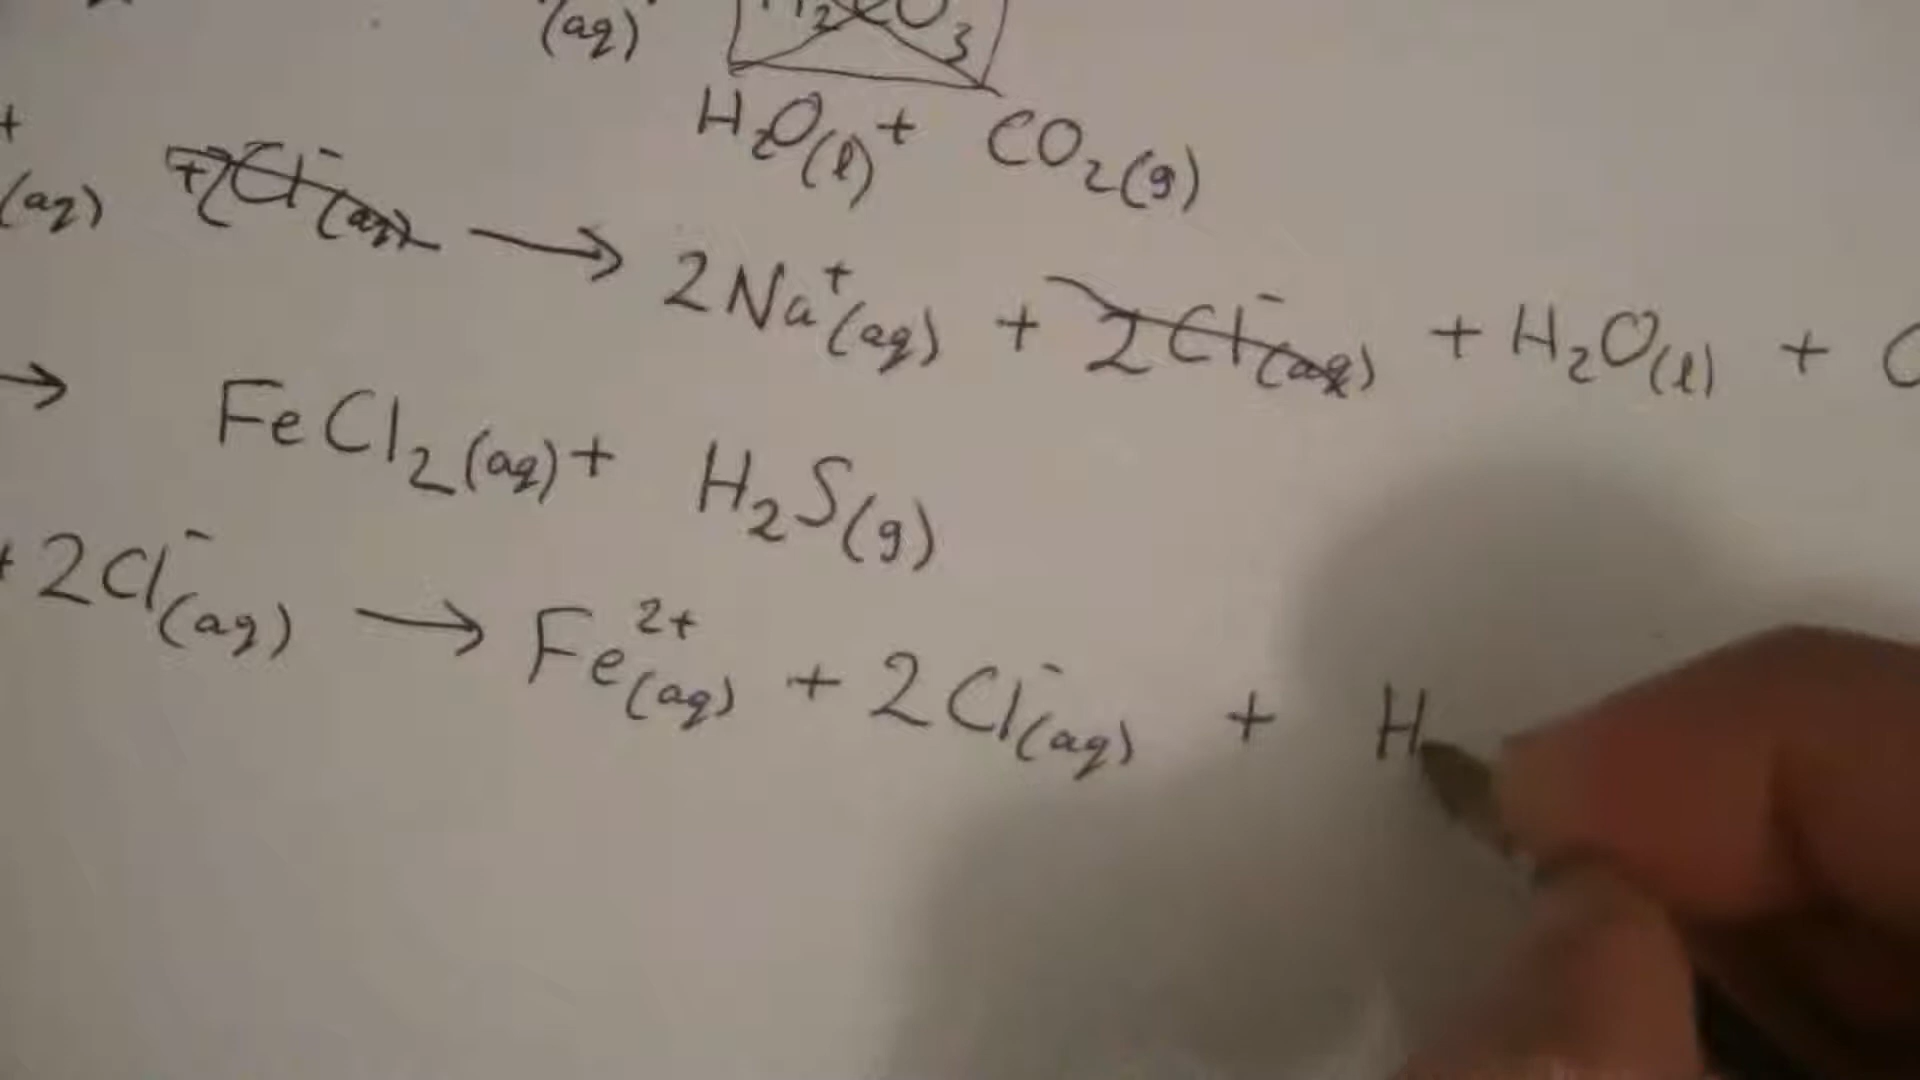 (aq) H₂CO₃
H₂O(l) + CO₂(g)
+(aq) +2Cl⁻(aq) → 2Na⁺(aq) + 2Cl⁻(aq) + H₂O(l) + C
→ FeCl₂(aq) + H₂S(g)
+ 2Cl⁻(aq) → Fe²⁺(aq) + 2Cl⁻(aq) + H